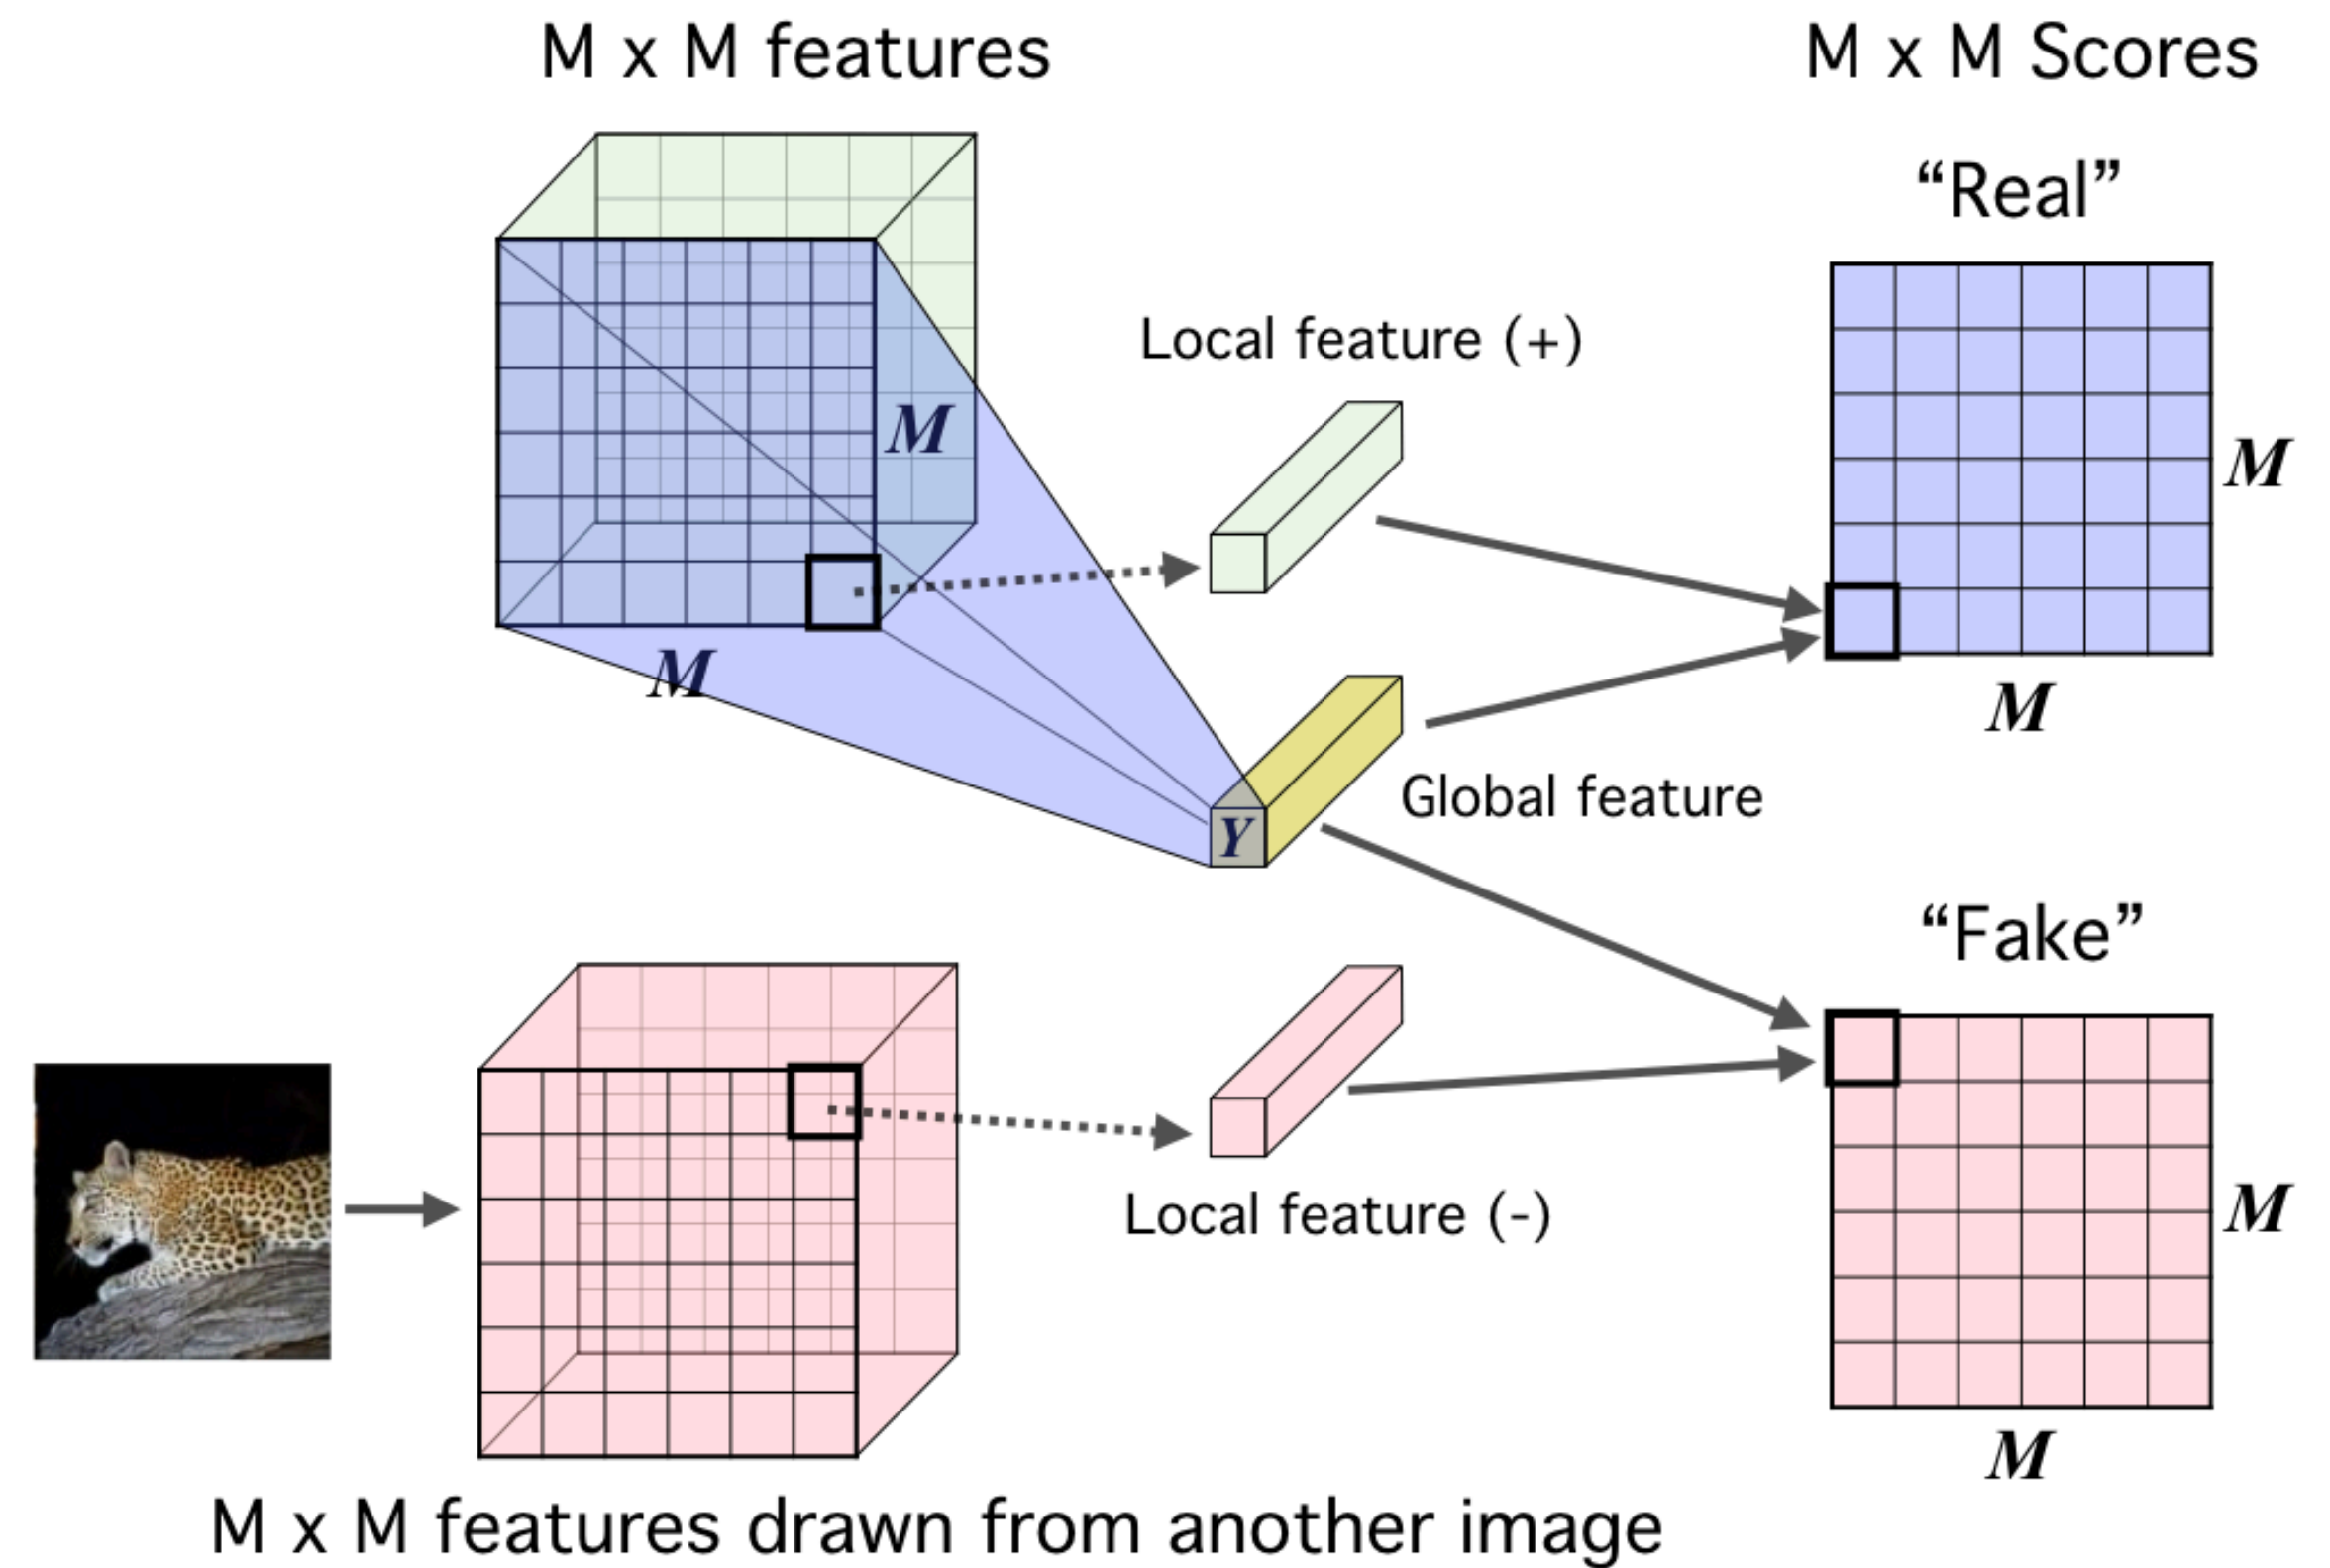 M x M features
M x M Scores
“Real”
Local feature (+)
M
M
M
M
Global feature
Y
“Fake”
Local feature (-)
M
M
M x M features drawn from another image